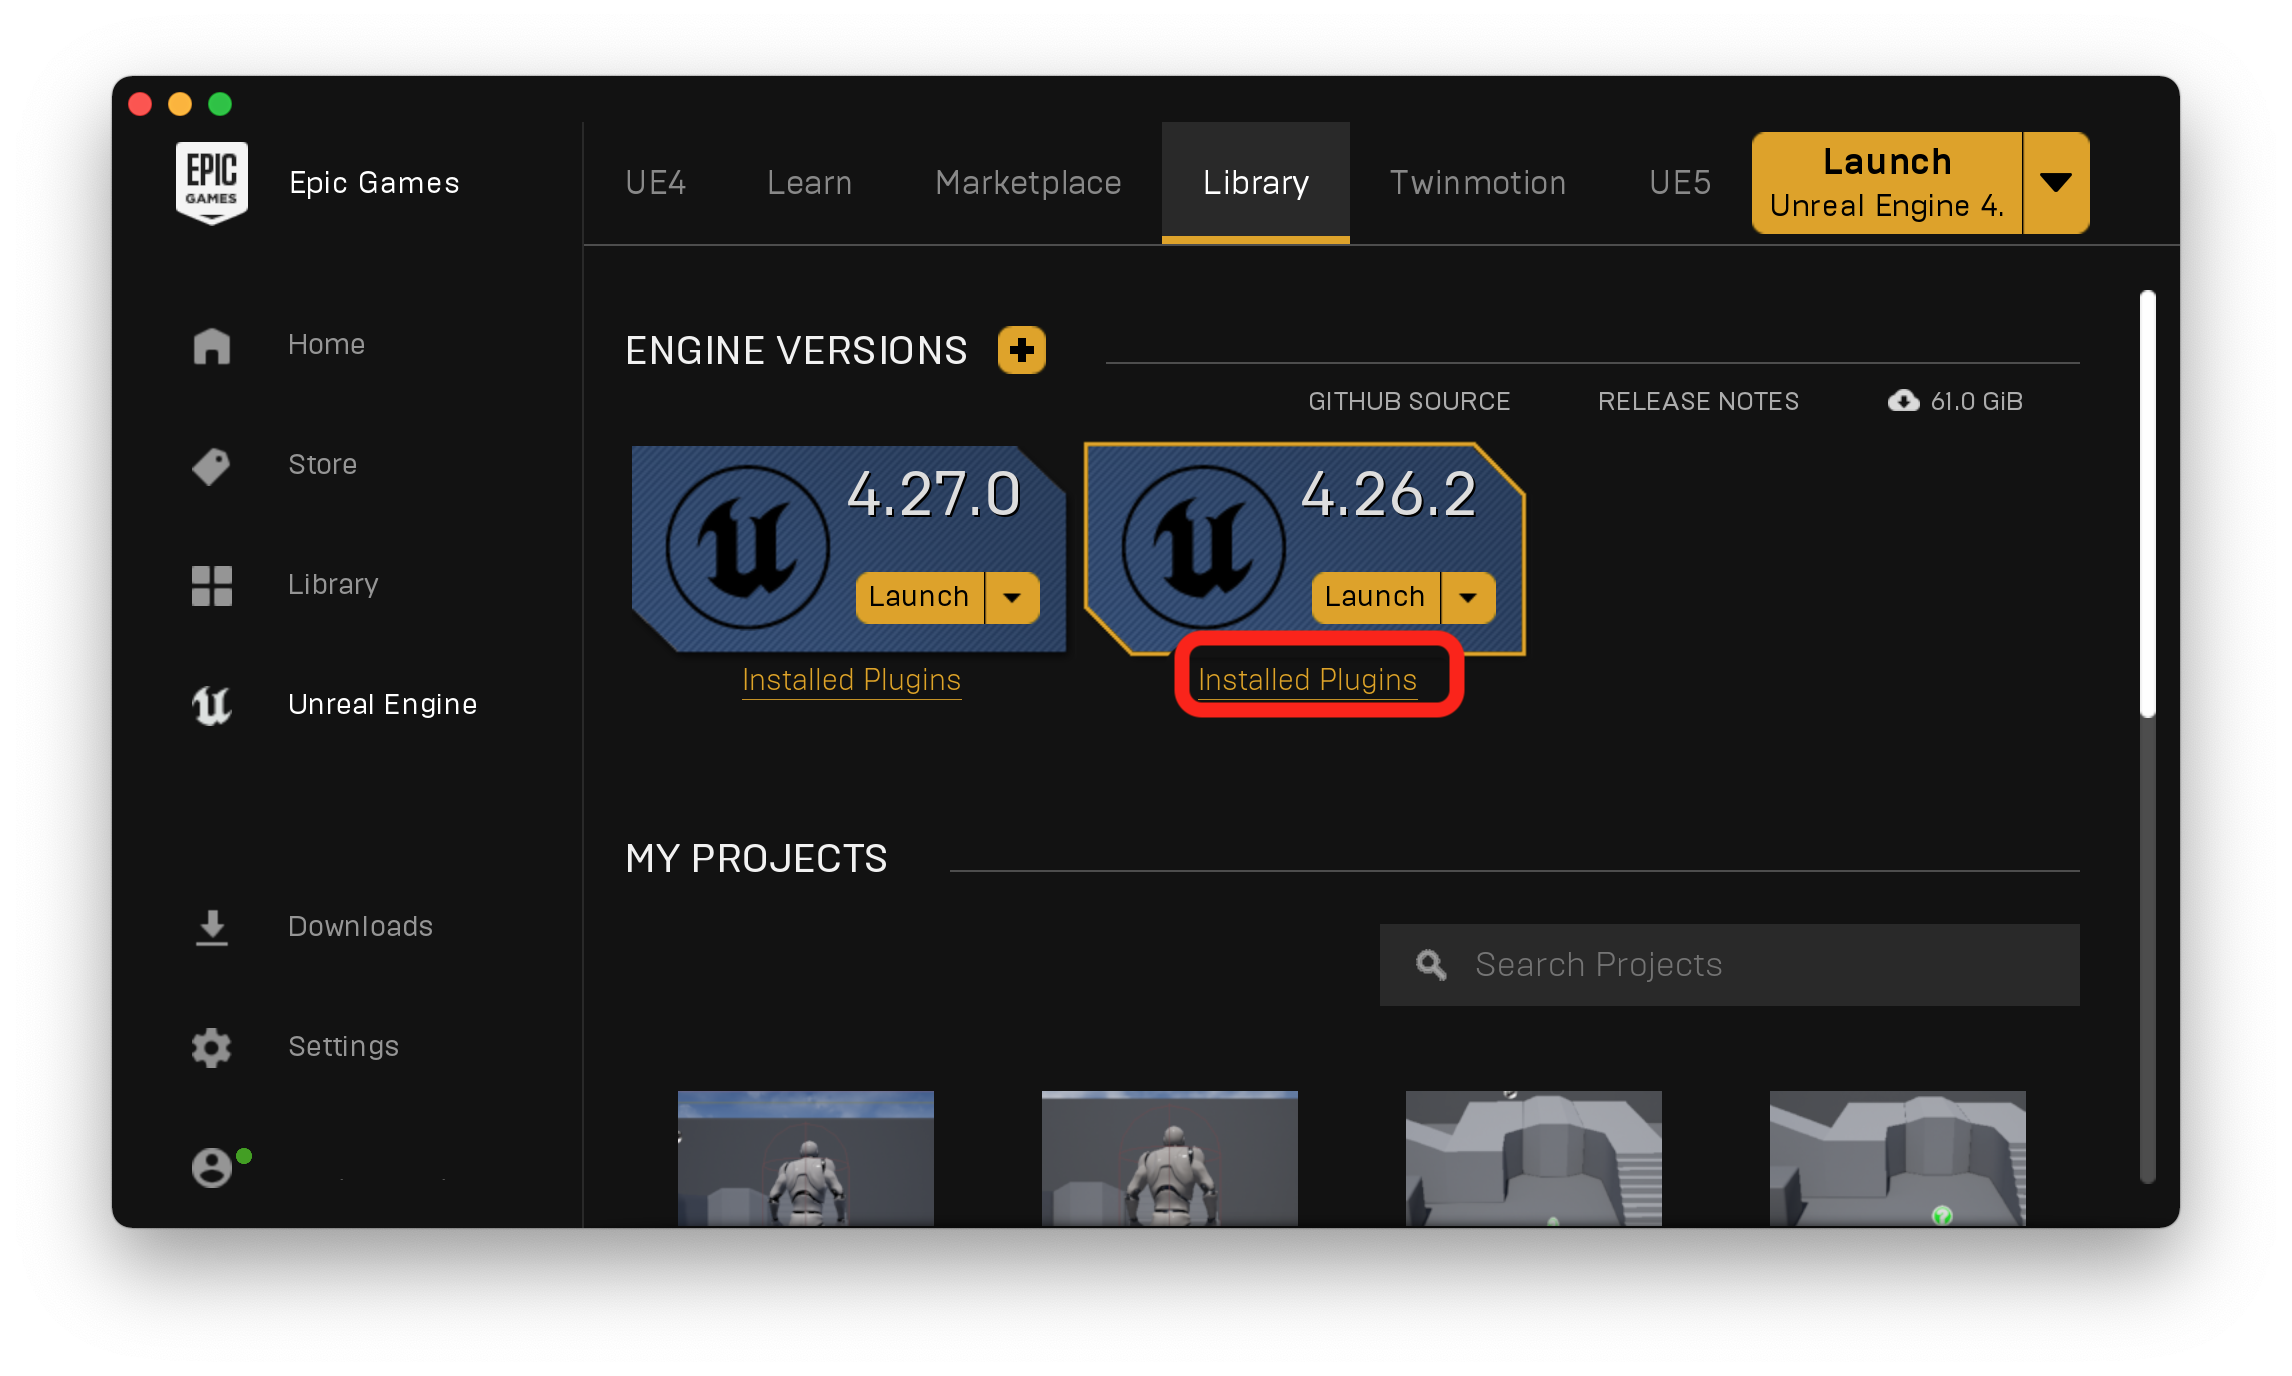 EPIC
GAMES
Epic Games
UE4
Learn
Marketplace
Library
Twinmotion
UE5
Launch
Unreal Engine 4.
Home
Store
Library
Unreal Engine
Downloads
Settings
ENGINE VERSIONS
GITHUB SOURCE
RELEASE NOTES
61.0 GiB
4.27.0
Launch
Installed Plugins
4.26.2
Launch
Installed Plugins
MY PROJECTS
Search Projects